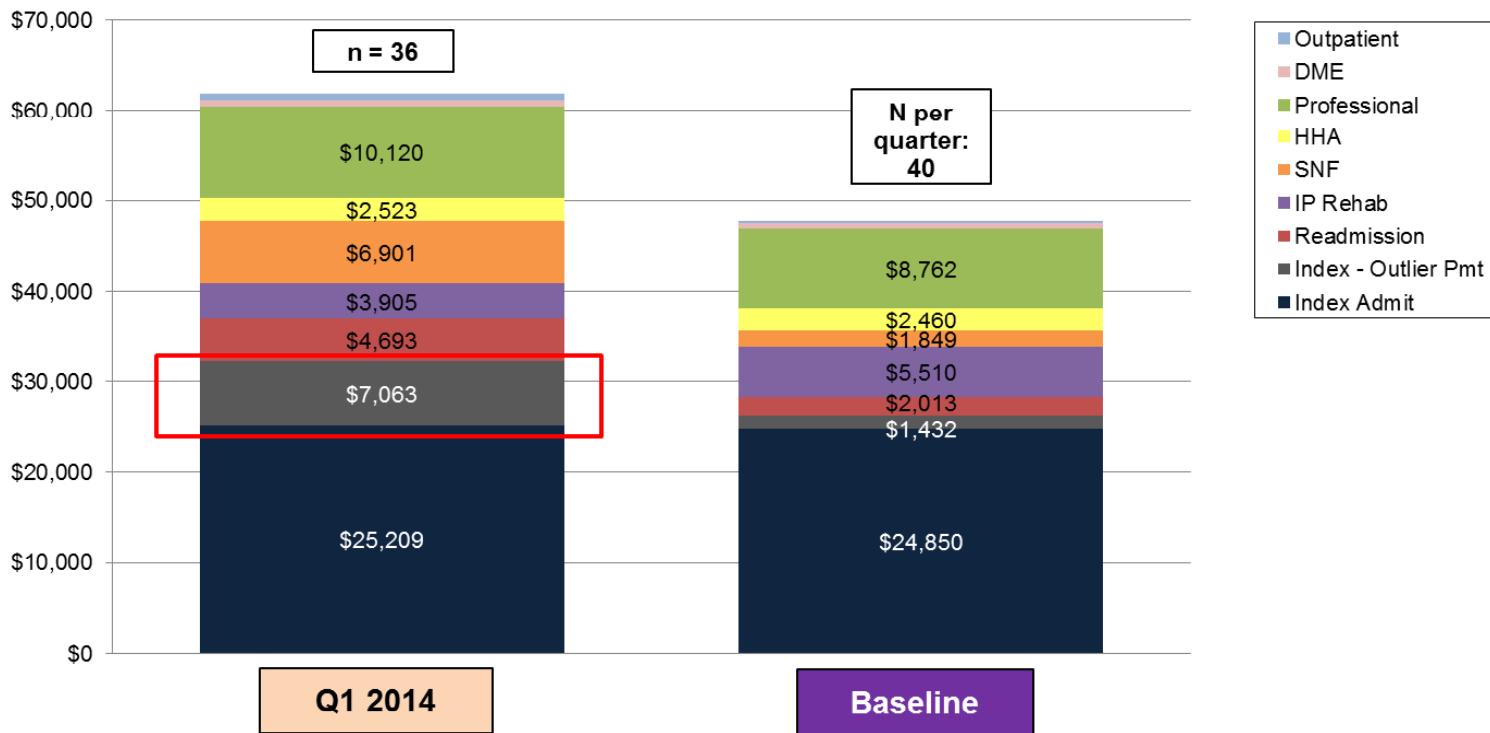 $70,000
$60,000
$50,000
$40,000
$30,000
$20,000
$10,000
$0
n = 36
$10,120
$2,523
$6,901
$3,905
$4,693
$7,063
$25,209
Q1 2014
N per
quarter:
40
$8,762
$2,460
$1,849
$5,510
$2,013
$1,432
$24,850
Baseline
Outpatient
DME
Professional
HHA
SNF
IP Rehab
Readmission
Index - Outlier Pmt
Index Admit